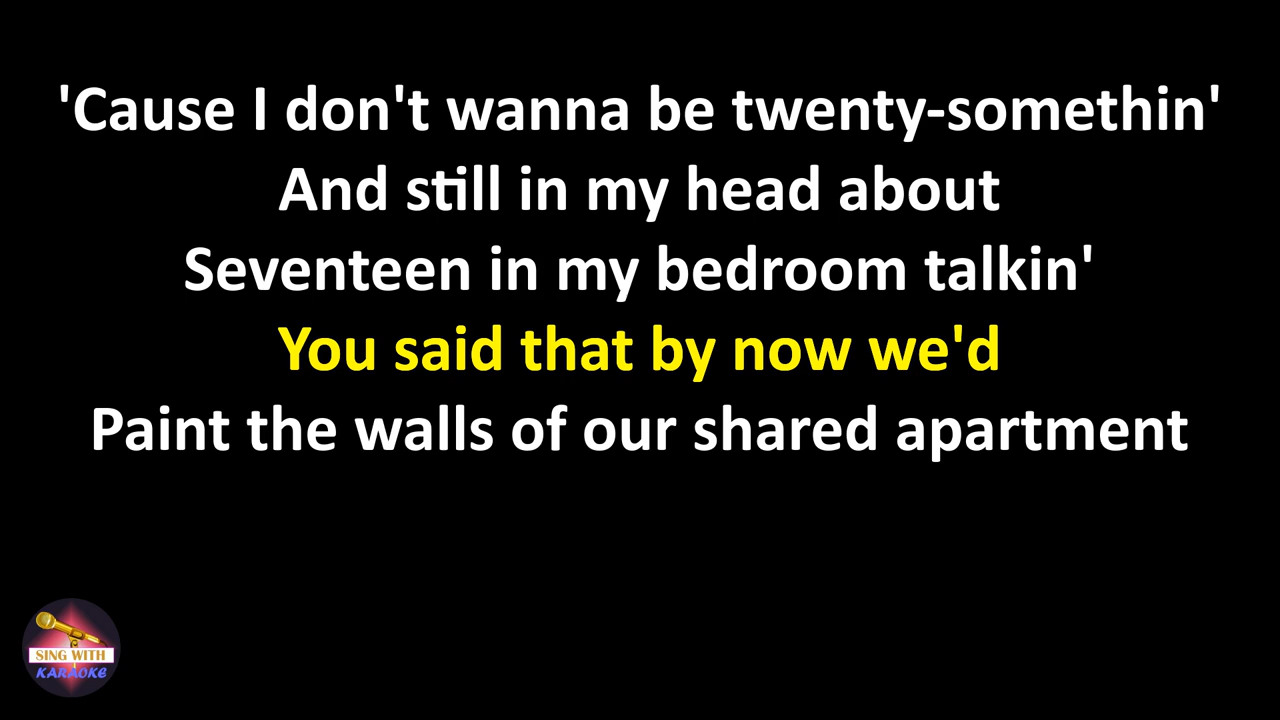 'Cause I don't wanna be twenty-somethin'
And still in my head about
Seventeen in my bedroom talkin'
You said that by now we'd
Paint the walls of our shared apartment
SING WITH
KARAOKE